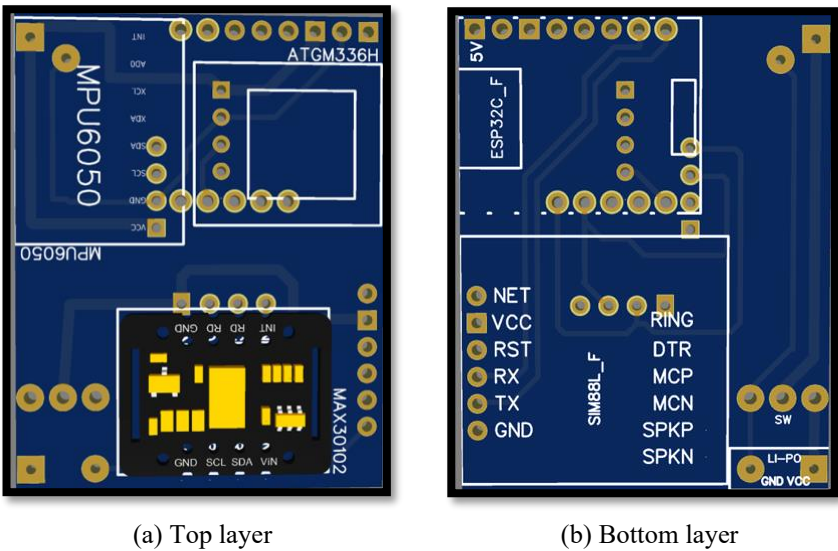 INT
AD0
XCL
XDA
SDA
SCL
GND
VCC
MPU6050
MPU6050
ATGM336H
GND RD RD INT
MAX30102
GND SCL SDA ViN
5V
ESP32C_F
NET
VCC
RST
RX
TX
GND
SIM88L_F
RING
DTR
MCP
MCN
SPKP
SPKN
SW
LI-PO
GND VCC
(a) Top layer
(b) Bottom layer